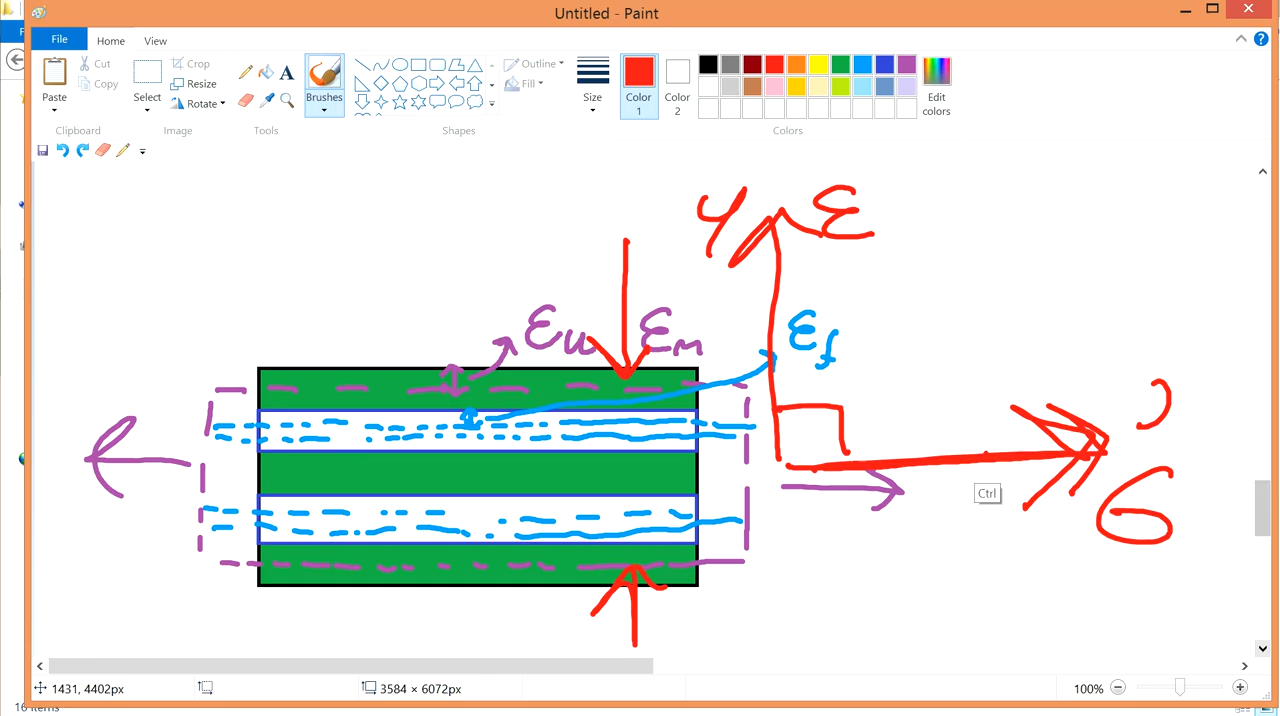 Untitled - Paint
File Home View
Paste
Cut
Copy
Clipboard
Select
Crop
Resize
Rotate
Image
A
Tools
Brushes
Outline
Fill
Shapes
Size
Color 1
Color 2
Edit colors
Colors
ε
εf
εm
Ctrl
6
1431, 4402px
3584 × 6072px
100%